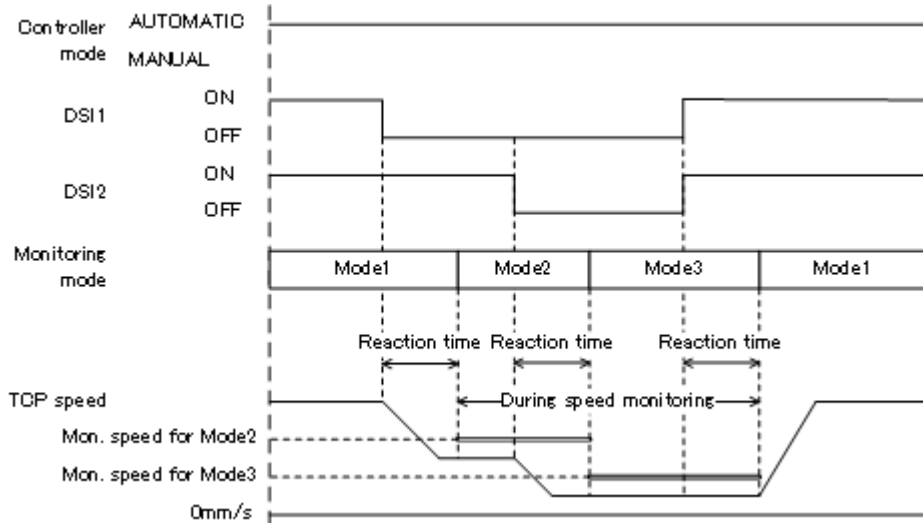 Controller mode
AUTOMATIC
MANUAL
DSI1
ON
OFF
DSI2
ON
OFF
Monitoring mode
Mode1
Mode2
Mode3
Mode1
Reaction time
Reaction time
Reaction time
TCP speed
During speed monitoring
Mon. speed for Mode2
Mon. speed for Mode3
0mm/s